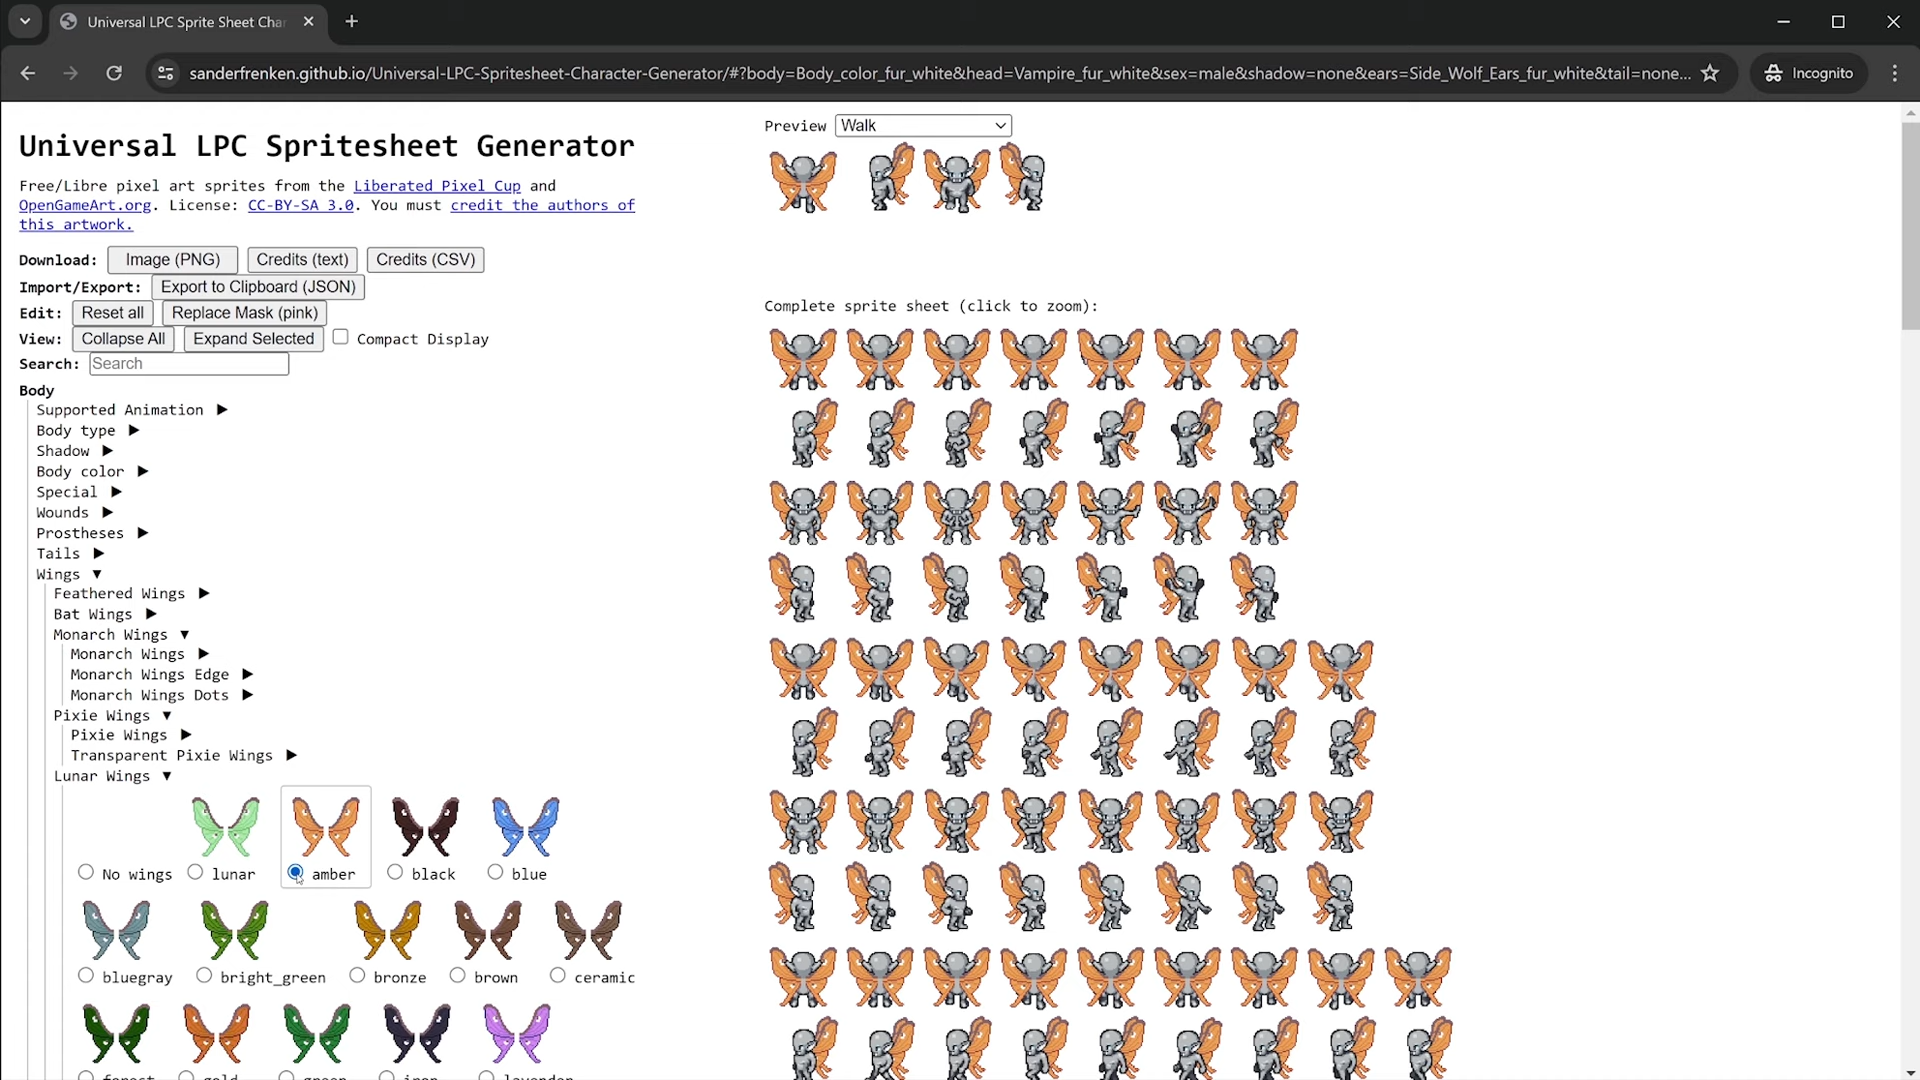 Universal LPC Sprite Sheet Cha
sanderfrenken.github.io/Universal-LPC-Spritesheet-Character-Generator/#?body=Body_color_fur_white&head=Vampire_fur_white&sex=male&shadow=none&ears=Side_Wolf_Ears_fur_white&tail=none...
Incognito
Universal LPC Spritesheet Generator
Free/Libre pixel art sprites from the Liberated Pixel Cup and
OpenGameArt.org. License: CC-BY-SA 3.0. You must credit the authors of
this artwork.
Download: Image (PNG) Credits (text) Credits (CSV)
Import/Export: Export to Clipboard (JSON)
Edit: Reset all Replace Mask (pink)
View: Collapse All Expand Selected Compact Display
Search: Search
Body
Supported Animation
Body type
Shadow
Body color
Special
Wounds
Prostheses
Tails
Wings
Feathered Wings
Bat Wings
Monarch Wings
Monarch Wings
Monarch Wings Edge
Monarch Wings Dots
Pixie Wings
Pixie Wings
Transparent Pixie Wings
Lunar Wings
No wings lunar amber black blue
bluegray bright_green bronze brown ceramic
forest gold green iron lavender
Preview Walk
Complete sprite sheet (click to zoom):